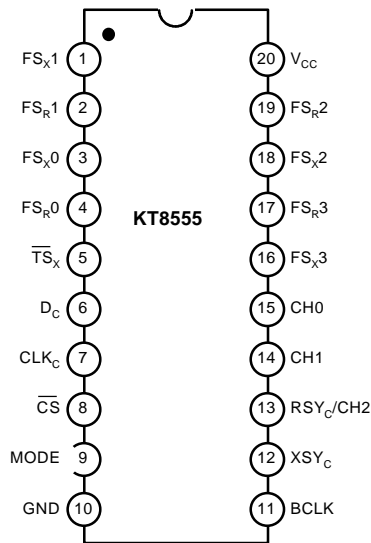 FSX1 1 20 VCC
FSR1 2 19 FSR2
FSX0 3 18 FSX2
FSR0 4 17 FSR3
KT8555
T̅S̅X 5 16 FSX3
DC 6 15 CH0
CLKC 7 14 CH1
C̅S̅ 8 13 RSYC/CH2
MODE 9 12 XSYC
GND 10 11 BCLK